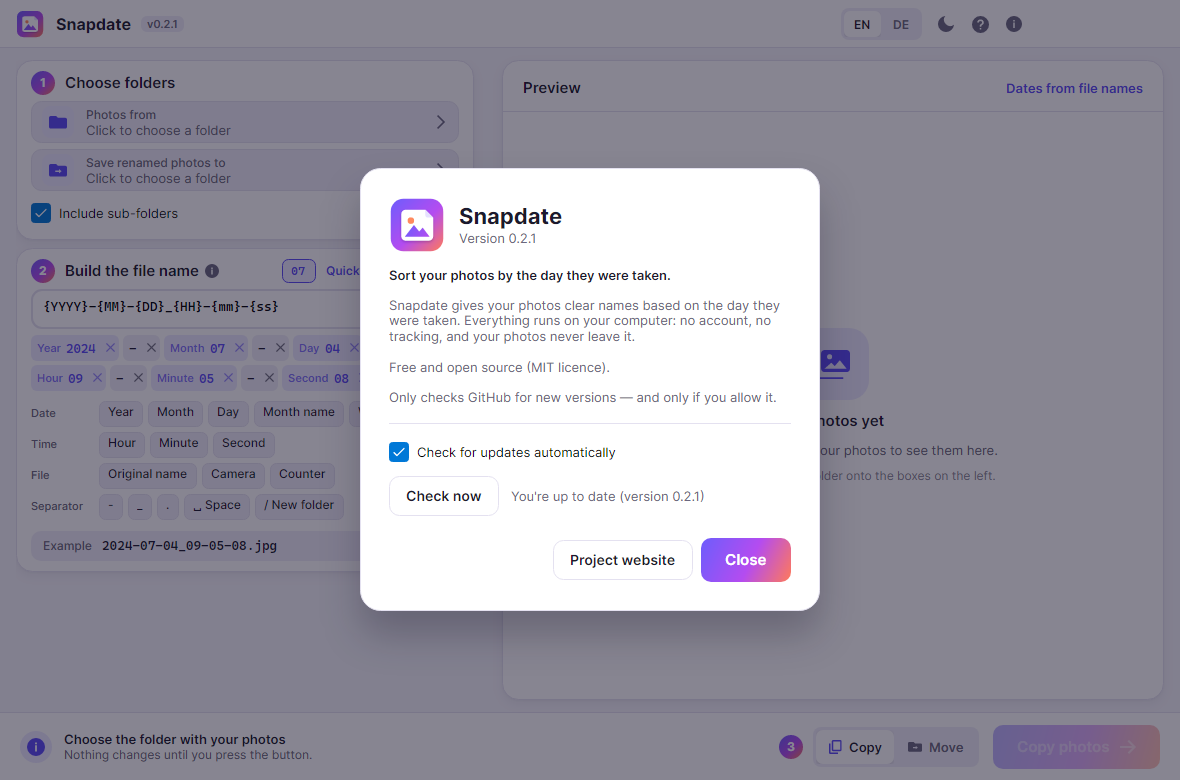 Snapdate v0.2.1 EN DE
1 Choose folders
Photos from
Click to choose a folder
Save renamed photos to
Click to choose a folder
Include sub-folders
2 Build the file name 07 Quick
{YYYY}-{MM}-{DD}_{HH}-{mm}-{ss}
Year 2024 × – × Month 07 × – × Day 04 ×
Hour 09 × – × Minute 05 × – × Second 08
Date Year Month Day Month name
Time Hour Minute Second
File Original name Camera Counter
Separator - _ . ␣ Space / New folder
Example 2024-07-04_09-05-08.jpg
Preview Dates from file names
yet
your photos to see them here.
onto the boxes on the left.
Snapdate
Version 0.2.1
Sort your photos by the day they were taken.
Snapdate gives your photos clear names based on the day they
were taken. Everything runs on your computer: no account, no
tracking, and your photos never leave it.
Free and open source (MIT licence).
Only checks GitHub for new versions — and only if you allow it.
Check for updates automatically
Check now You're up to date (version 0.2.1)
Project website Close
Choose the folder with your photos
Nothing changes until you press the button.
3 Copy Move Copy photos →